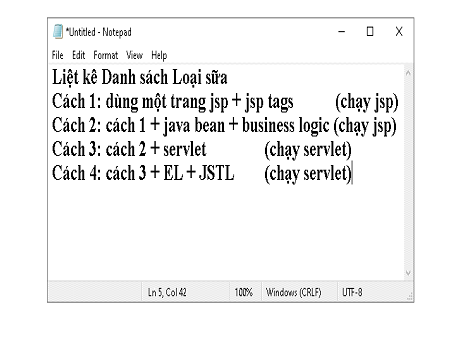 *Untitled - Notepad
File Edit Format View Help
Liệt kê Danh sách Loại sữa
Cách 1: dùng một trang jsp + jsp tags (chạy jsp)
Cách 2: cách 1 + java bean + business logic (chạy jsp)
Cách 3: cách 2 + servlet (chạy servlet)
Cách 4: cách 3 + EL + JSTL (chạy servlet)
Ln 5, Col 42 100% Windows (CRLF) UTF-8